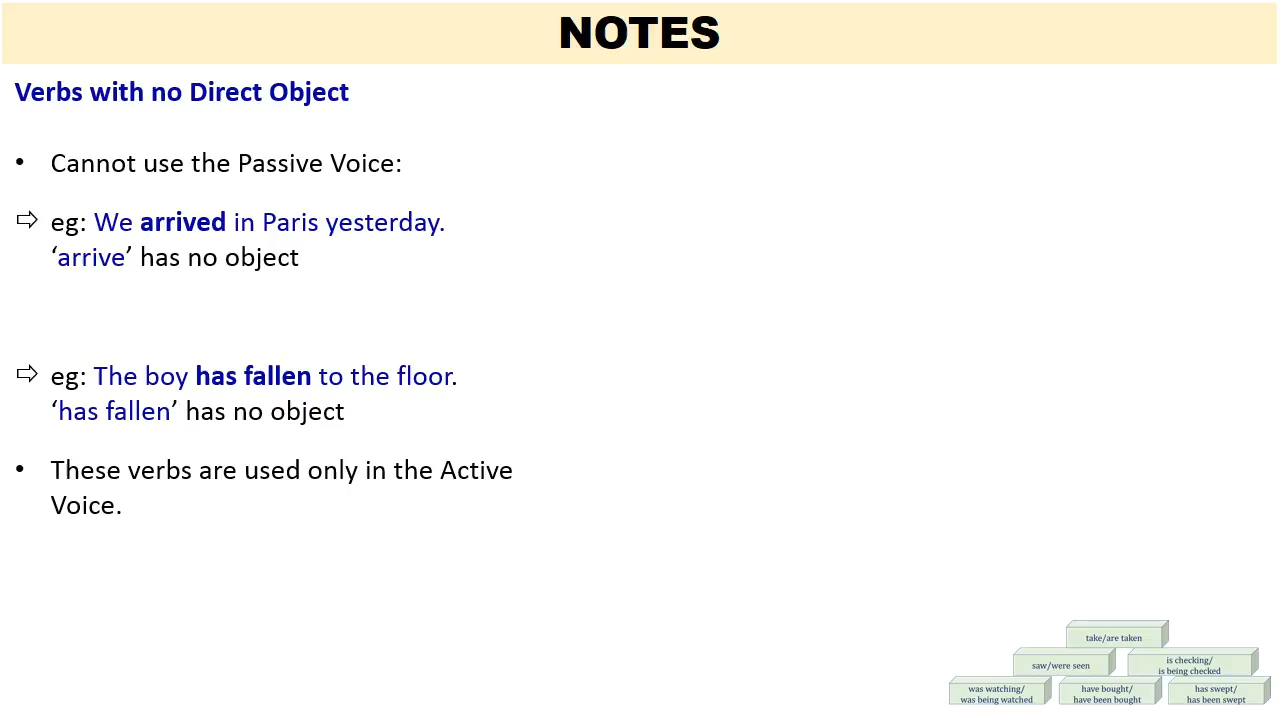 NOTES
Verbs with no Direct Object
• Cannot use the Passive Voice:
⇨ eg: We arrived in Paris yesterday.
‘arrive’ has no object
⇨ eg: The boy has fallen to the floor.
‘has fallen’ has no object
• These verbs are used only in the Active
Voice.
take/are taken
saw/were seen
is checking/
is being checked
was watching/
was being watched
have bought/
have been bought
has swept/
has been swept